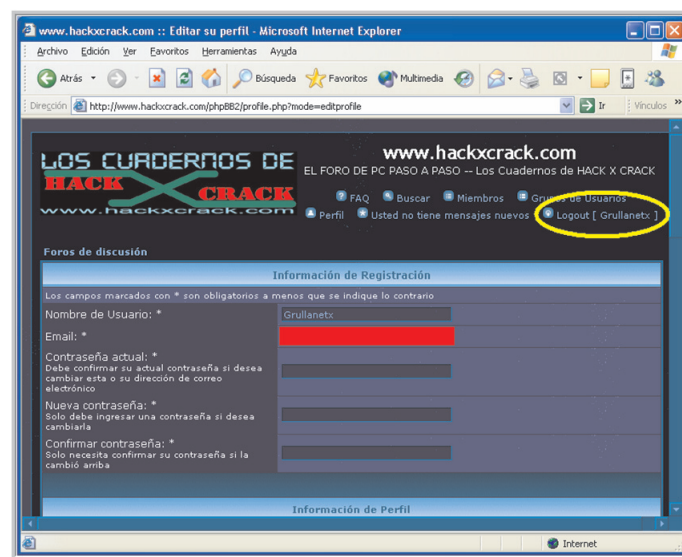 www.hackxcrack.com :: Editar su perfil - Microsoft Internet Explorer
Archivo Edición Ver Favoritos Herramientas Ayuda
Atrás Búsqueda Favoritos Multimedia
Dirección http://www.hackxcrack.com/phpBB2/profile.php?mode=editprofile Ir Vínculos »
LOS CUADERNOS DE
HACK X CRACK
www.hackxcrack.com
www.hackxcrack.com
EL FORO DE PC PASO A PASO -- Los Cuadernos de HACK X CRACK
FAQ Buscar Miembros Grupos de Usuarios
Perfil Usted no tiene mensajes nuevos Logout [ Grullanetx ]
Foros de discusión
Información de Registración
Los campos marcados con * son obligatorios a menos que se indique lo contrario
Nombre de Usuario: * Grullanetx
Email: *
Contraseña actual: *
Debe confirmar su actual contraseña si desea
cambiar esta o su dirección de correo
electrónico
Nueva contraseña: *
Solo debe ingresar una contraseña si desea
cambiarla
Confirmar contraseña: *
Solo necesita confirmar su contraseña si la
cambió arriba
Información de Perfil
Internet